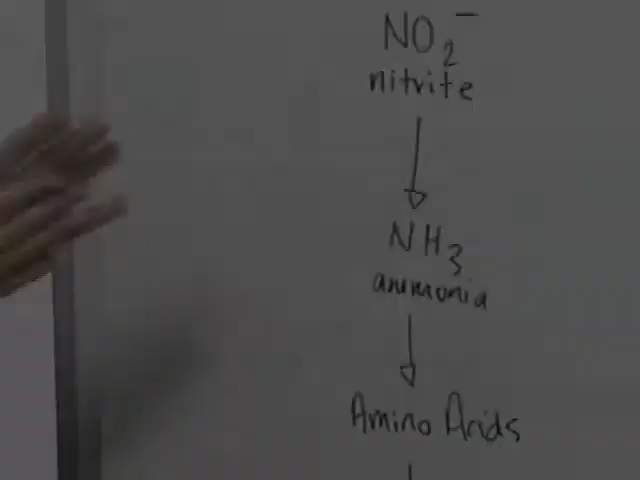 NO₂⁻
nitrite
NH₃
ammonia
Amino Acids